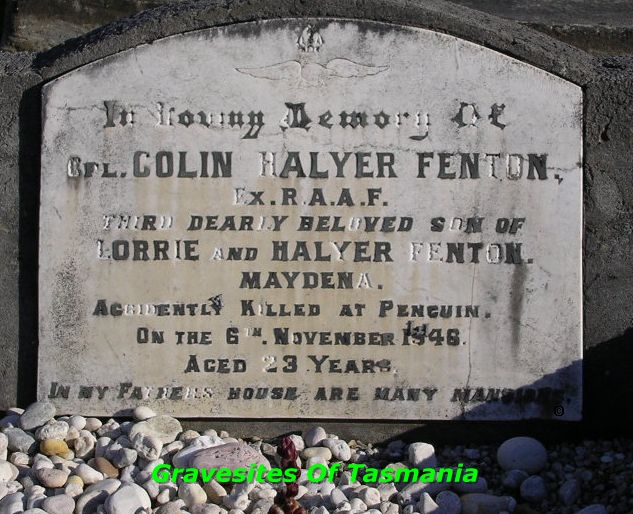 In Loving Memory Of
CPL. COLIN HALYER FENTON,
EX. R.A.A.F.
THIRD DEARLY BELOVED SON OF
LORRIE AND HALYER FENTON.
MAYDENA.
ACCIDENTLY KILLED AT PENGUIN.
ON THE 6TH. NOVEMBER 1946.
AGED 23 YEARS.
IN MY FATHERS HOUSE ARE MANY MANSIONS.
©
Gravesites Of Tasmania